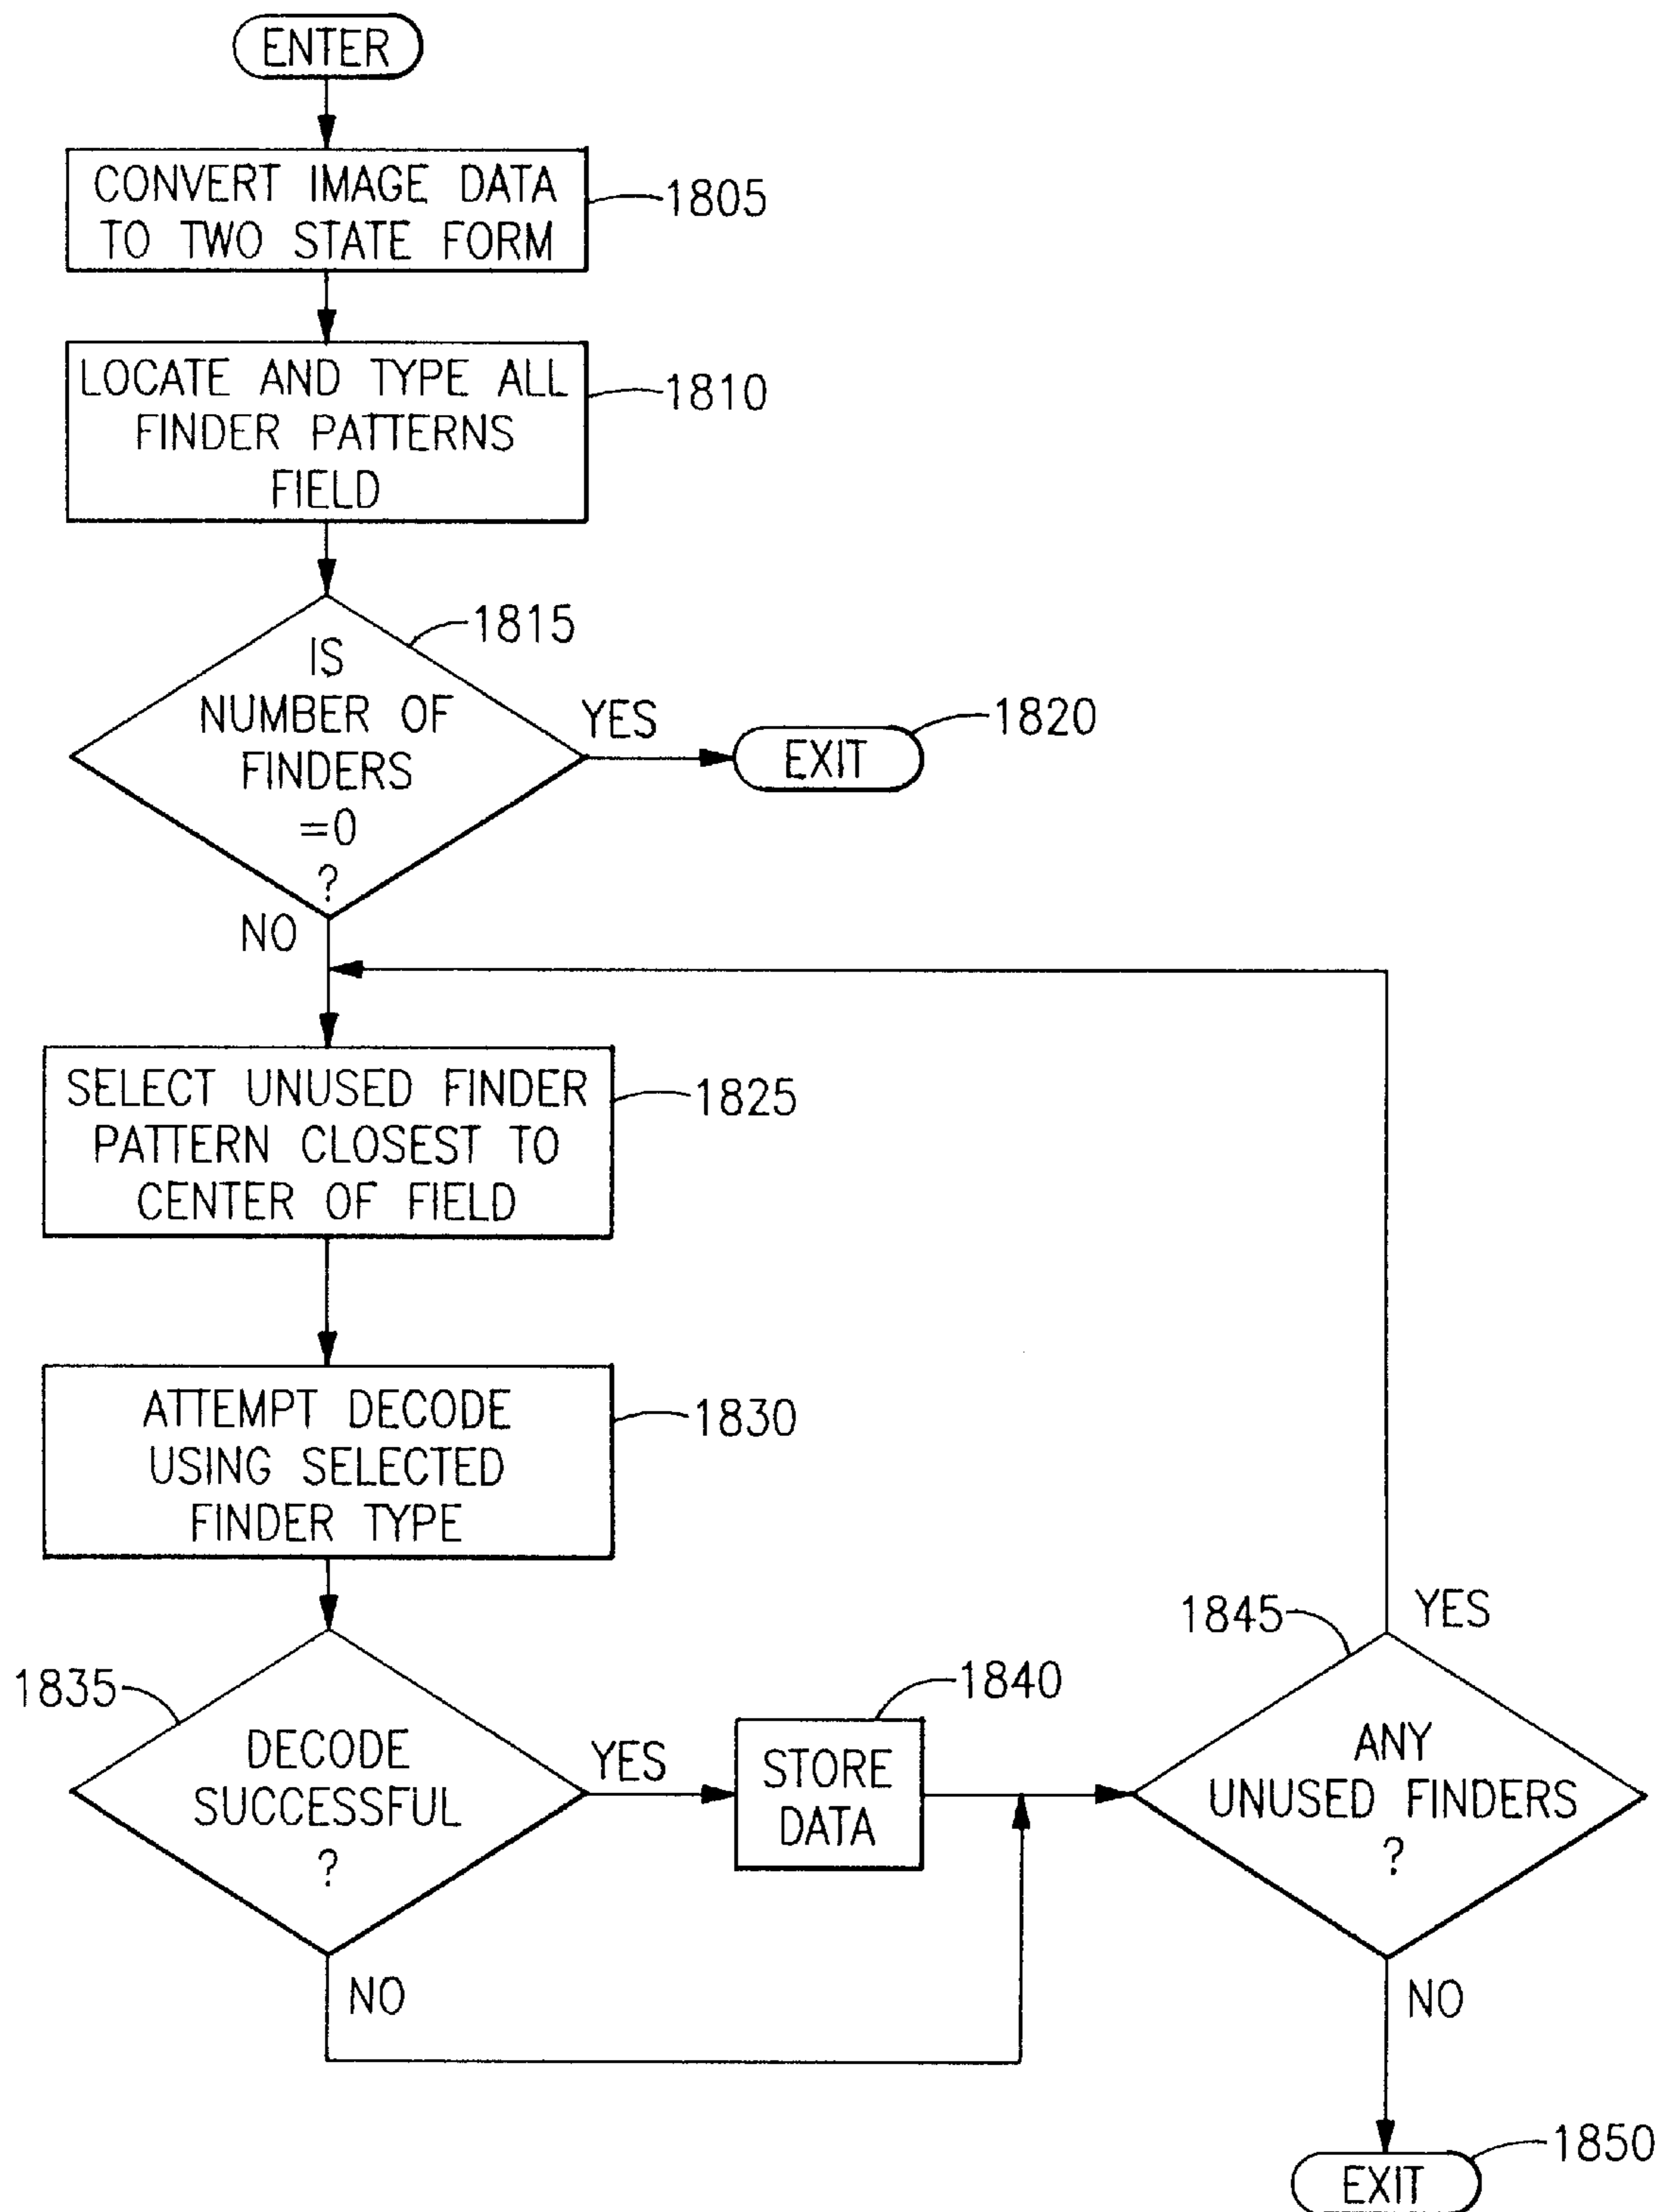 ENTER
CONVERT IMAGE DATA
TO TWO STATE FORM
1805
LOCATE AND TYPE ALL
FINDER PATTERNS
FIELD
1810
IS
NUMBER OF
FINDERS
=0
?
1815
YES
EXIT
1820
NO
SELECT UNUSED FINDER
PATTERN CLOSEST TO
CENTER OF FIELD
1825
ATTEMPT DECODE
USING SELECTED
FINDER TYPE
1830
1835
DECODE
SUCCESSFUL
?
YES
NO
STORE
DATA
1840
1845
YES
ANY
UNUSED FINDERS
?
NO
EXIT
1850